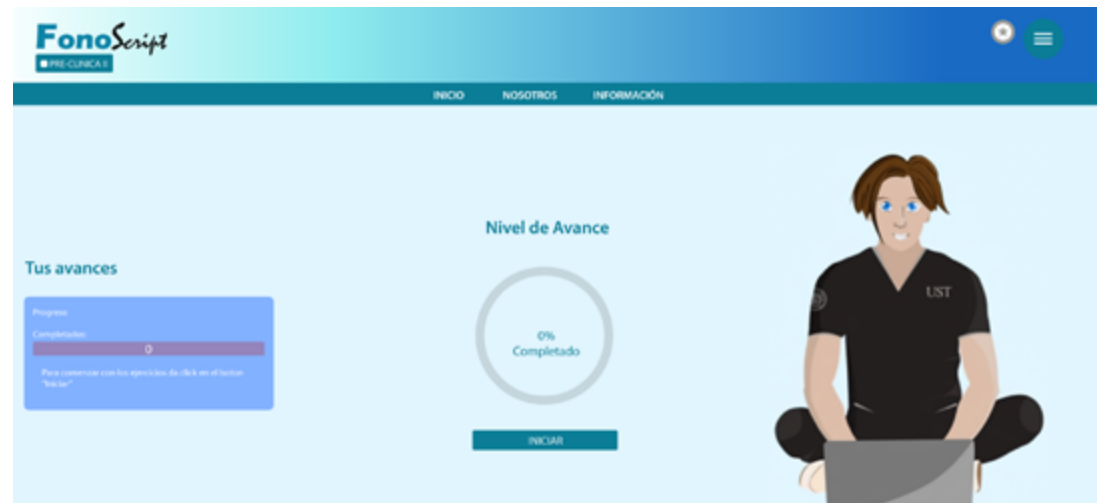 FonoScript
PRE-CLINICA II
INICIO NOSOTROS INFORMACIÓN
Nivel de Avance
Tus avances
Progreso
Completados:
0
Para comenzar con los ejercicios da click en el boton
"Iniciar"
0%
Completado
INICIAR
UST